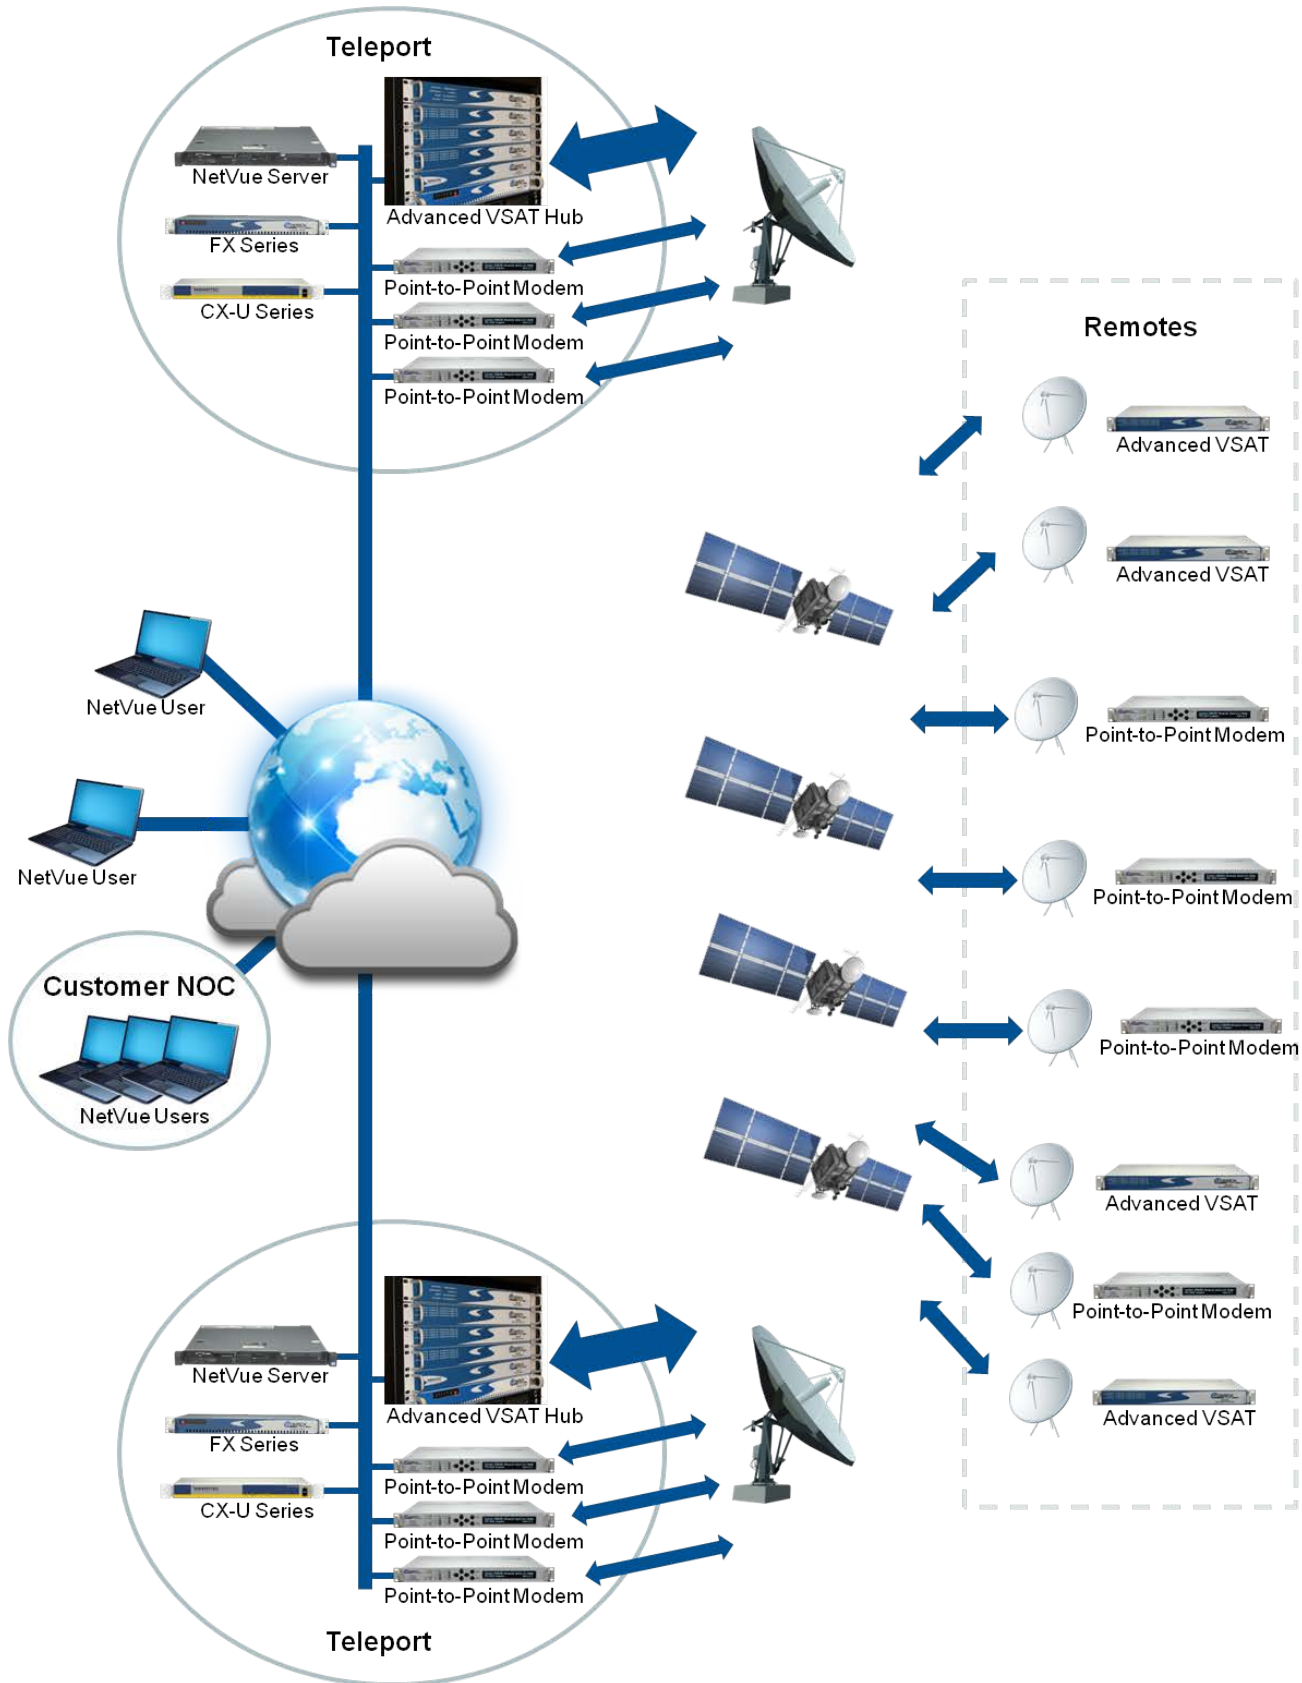 Teleport
NetVue Server
Advanced VSAT Hub
FX Series
Point-to-Point Modem
CX-U Series
Point-to-Point Modem
Point-to-Point Modem
Remotes
Advanced VSAT
Advanced VSAT
Point-to-Point Modem
Point-to-Point Modem
Point-to-Point Modem
Advanced VSAT
Point-to-Point Modem
Advanced VSAT
NetVue User
NetVue User
Customer NOC
NetVue Users
NetVue Server
Advanced VSAT Hub
FX Series
Point-to-Point Modem
CX-U Series
Point-to-Point Modem
Point-to-Point Modem
Teleport